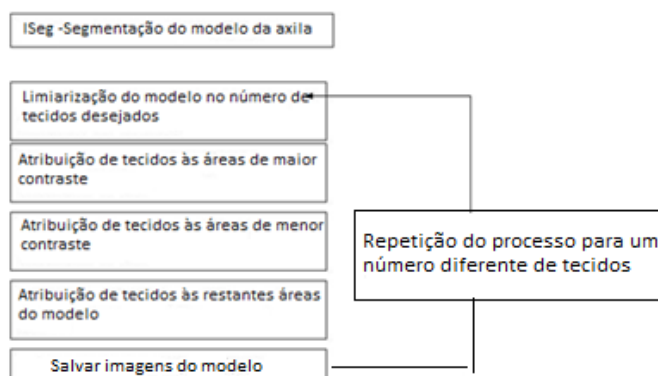 ISeg -Segmentação do modelo da axila
Limiarização do modelo no número de
tecidos desejados
Atribuição de tecidos às áreas de maior
contraste
Atribuição de tecidos às áreas de menor
contraste
Atribuição de tecidos às restantes áreas
do modelo
Salvar imagens do modelo
Repetição do processo para um
número diferente de tecidos